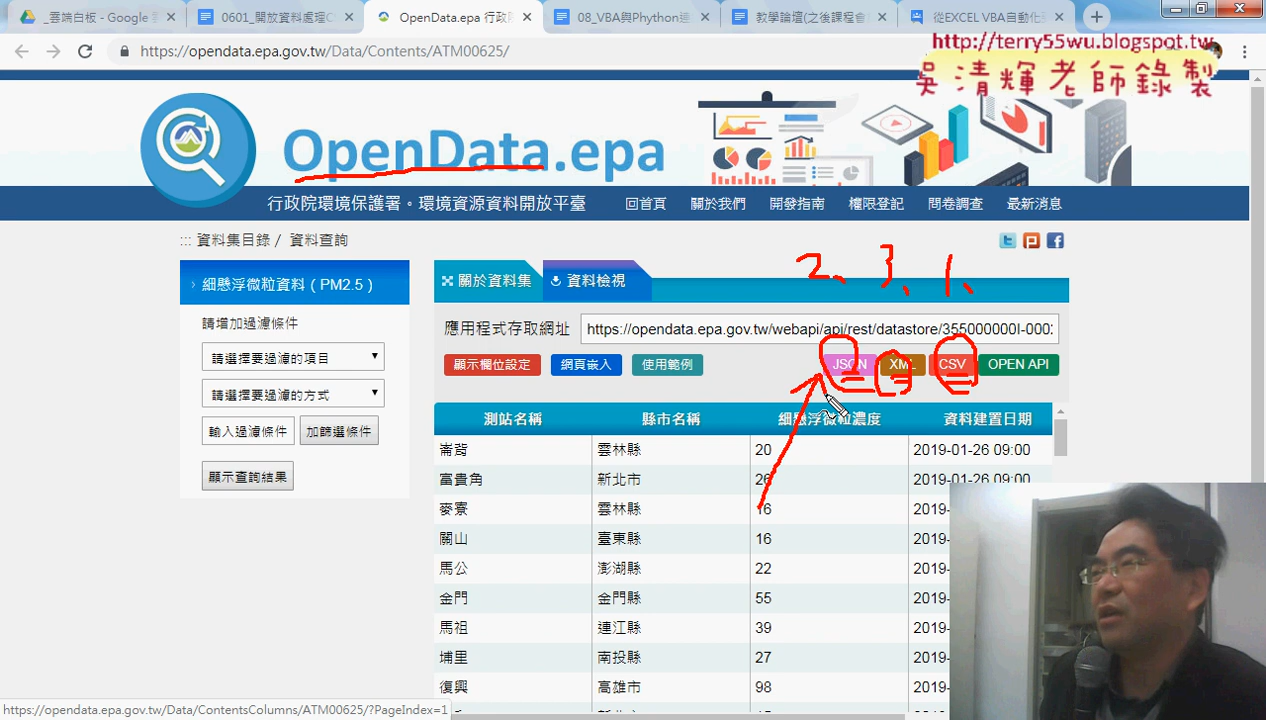 _雲端白板 - Google
0601_開放資料處理C
OpenData.epa 行政
08_VBA與Phython連
教學論壇(之後課程會
從EXCEL VBA自動化
https://opendata.epa.gov.tw/Data/Contents/ATM00625/
http://terry55wu.blogspot.tw
吳清輝老師錄製
OpenData.epa
行政院環境保護署。環境資源資料開放平臺
回首頁 關於我們 開發指南 權限登記 問卷調查 最新消息
::: 資料集目錄 / 資料查詢
細懸浮微粒資料 ( PM2.5 )
請增加過濾條件
請選擇要過濾的項目
請選擇要過濾的方式
輸入過濾條件 加篩選條件
顯示查詢結果
關於資料集 資料檢視
2、 3、 1、
應用程式存取網址 https://opendata.epa.gov.tw/webapi/api/rest/datastore/355000000I-000
顯示欄位設定 網頁嵌入 使用範例 JSON XML CSV OPEN API
測站名稱 縣市名稱 細懸浮微粒濃度 資料建置日期
崙背 雲林縣 20 2019-01-26 09:00
富貴角 新北市 26 2019-01-26 09:00
麥寮 雲林縣 16 2019-
關山 臺東縣 16 2019-
馬公 澎湖縣 22 2019-
金門 金門縣 55 2019-
馬祖 連江縣 39 2019-
埔里 南投縣 27 2019-
復興 高雄市 98 2019-
https://opendata.epa.gov.tw/Data/ContentsColumns/ATM00625/?PageIndex=1